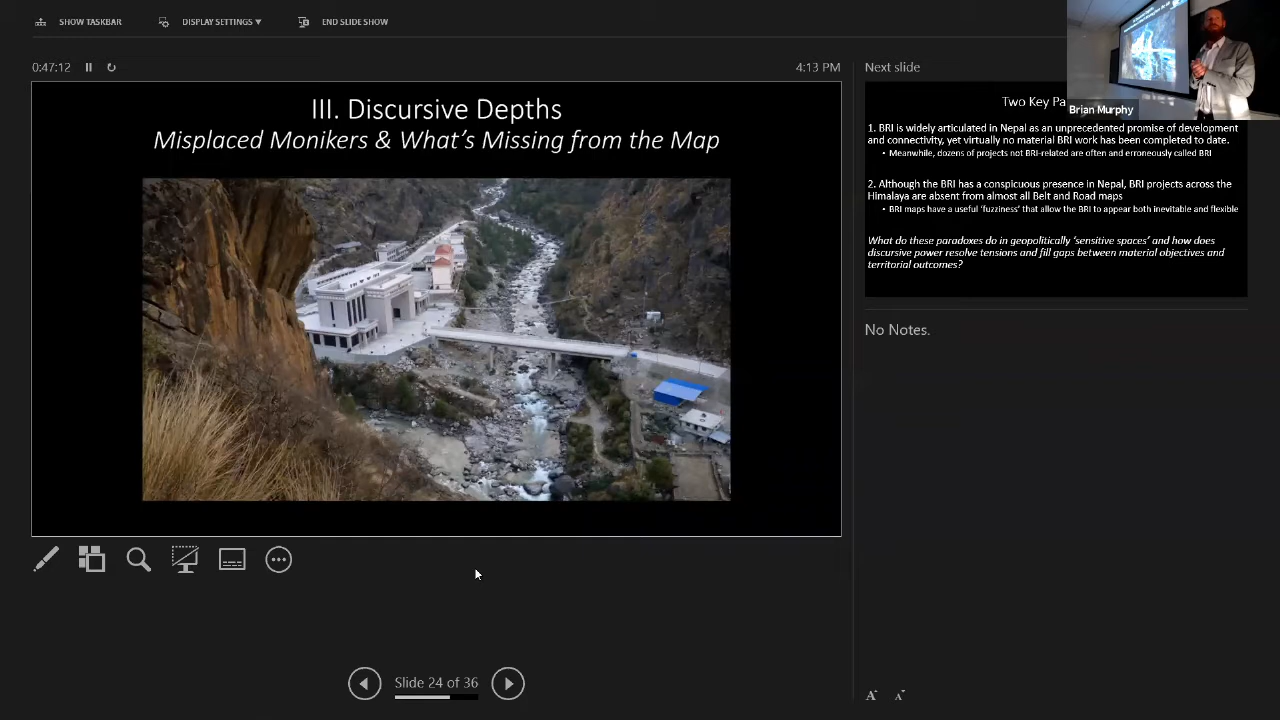 SHOW TASKBAR
DISPLAY SETTINGS ▼
END SLIDE SHOW
0:47:12
4:13 PM
Next slide
Brian Murphy
III. Discursive Depths
Misplaced Monikers & What's Missing from the Map
Two Key Pa
1. BRI is widely articulated in Nepal as an unprecedented promise of development
and connectivity, yet virtually no material BRI work has been completed to date.
• Meanwhile, dozens of projects not BRI-related are often and erroneously called BRI
2. Although the BRI has a conspicuous presence in Nepal, BRI projects across the
Himalaya are absent from almost all Belt and Road maps
• BRI maps have a useful 'fuzziness' that allow the BRI to appear both inevitable and flexible
What do these paradoxes do in geopolitically 'sensitive spaces' and how does
discursive power resolve tensions and fill gaps between material objectives and
territorial outcomes?
No Notes.
Slide 24 of 36
A A